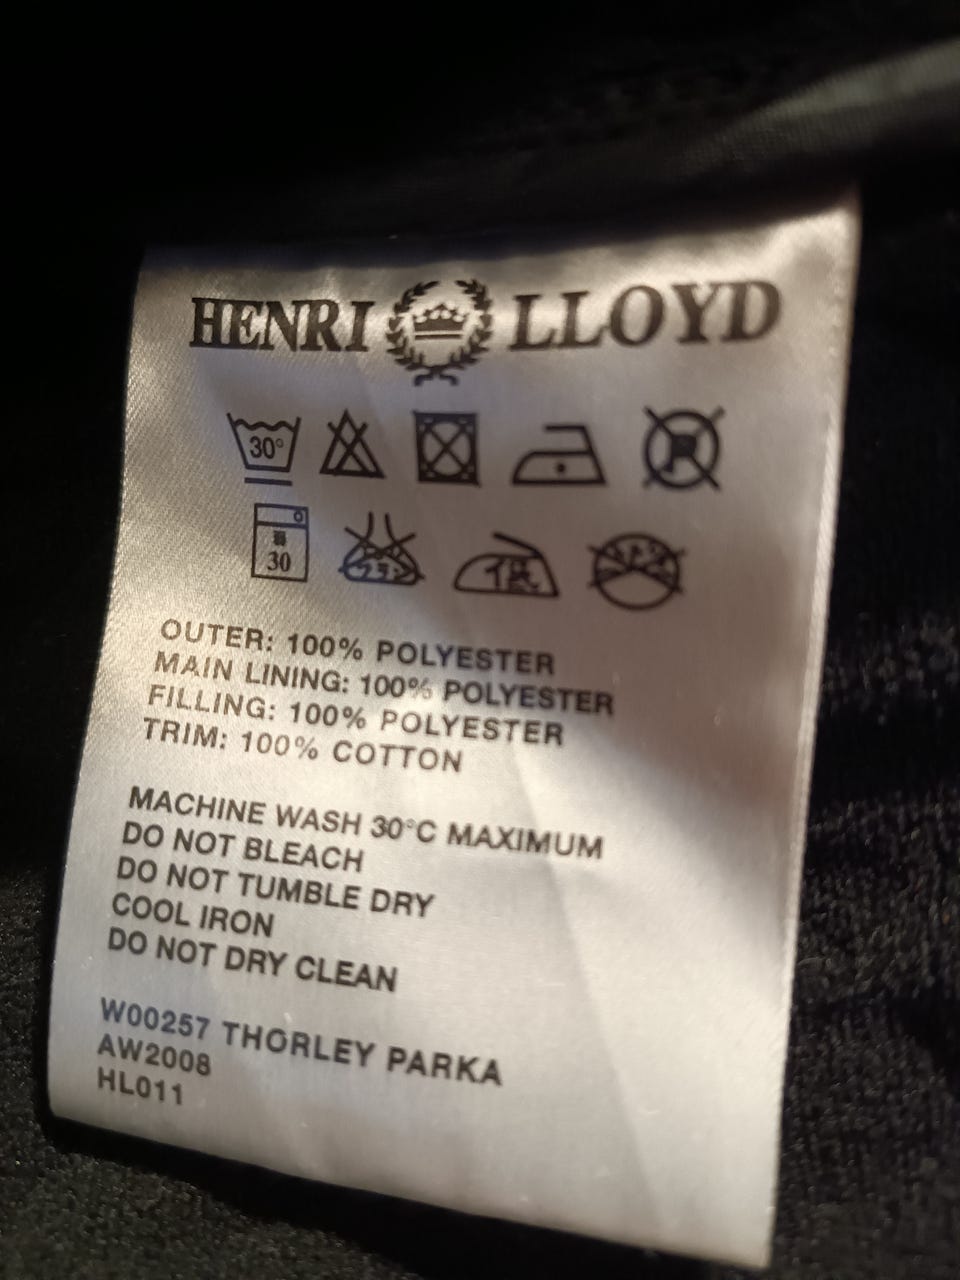 HENRI LLOYD
30°
P
30
低
OUTER: 100% POLYESTER
MAIN LINING: 100% POLYESTER
FILLING: 100% POLYESTER
TRIM: 100% COTTON
MACHINE WASH 30°C MAXIMUM
DO NOT BLEACH
DO NOT TUMBLE DRY
COOL IRON
DO NOT DRY CLEAN
W00257 THORLEY PARKA
AW2008
HL011